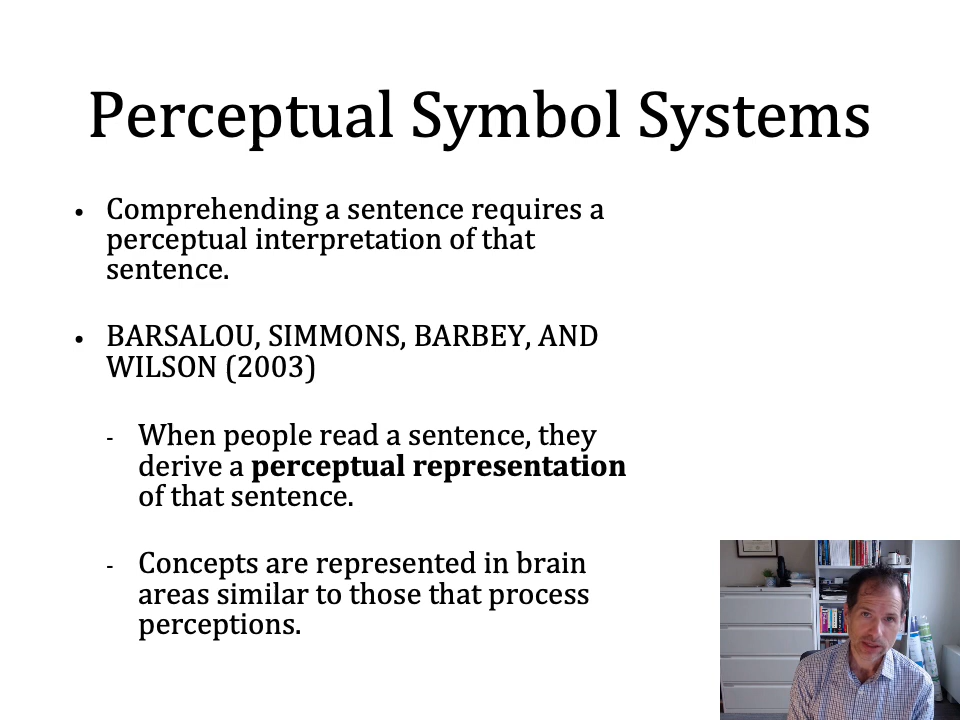 Perceptual Symbol Systems
• Comprehending a sentence requires a
perceptual interpretation of that
sentence.
• BARSALOU, SIMMONS, BARBEY, AND
WILSON (2003)
- When people read a sentence, they
derive a perceptual representation
of that sentence.
- Concepts are represented in brain
areas similar to those that process
perceptions.